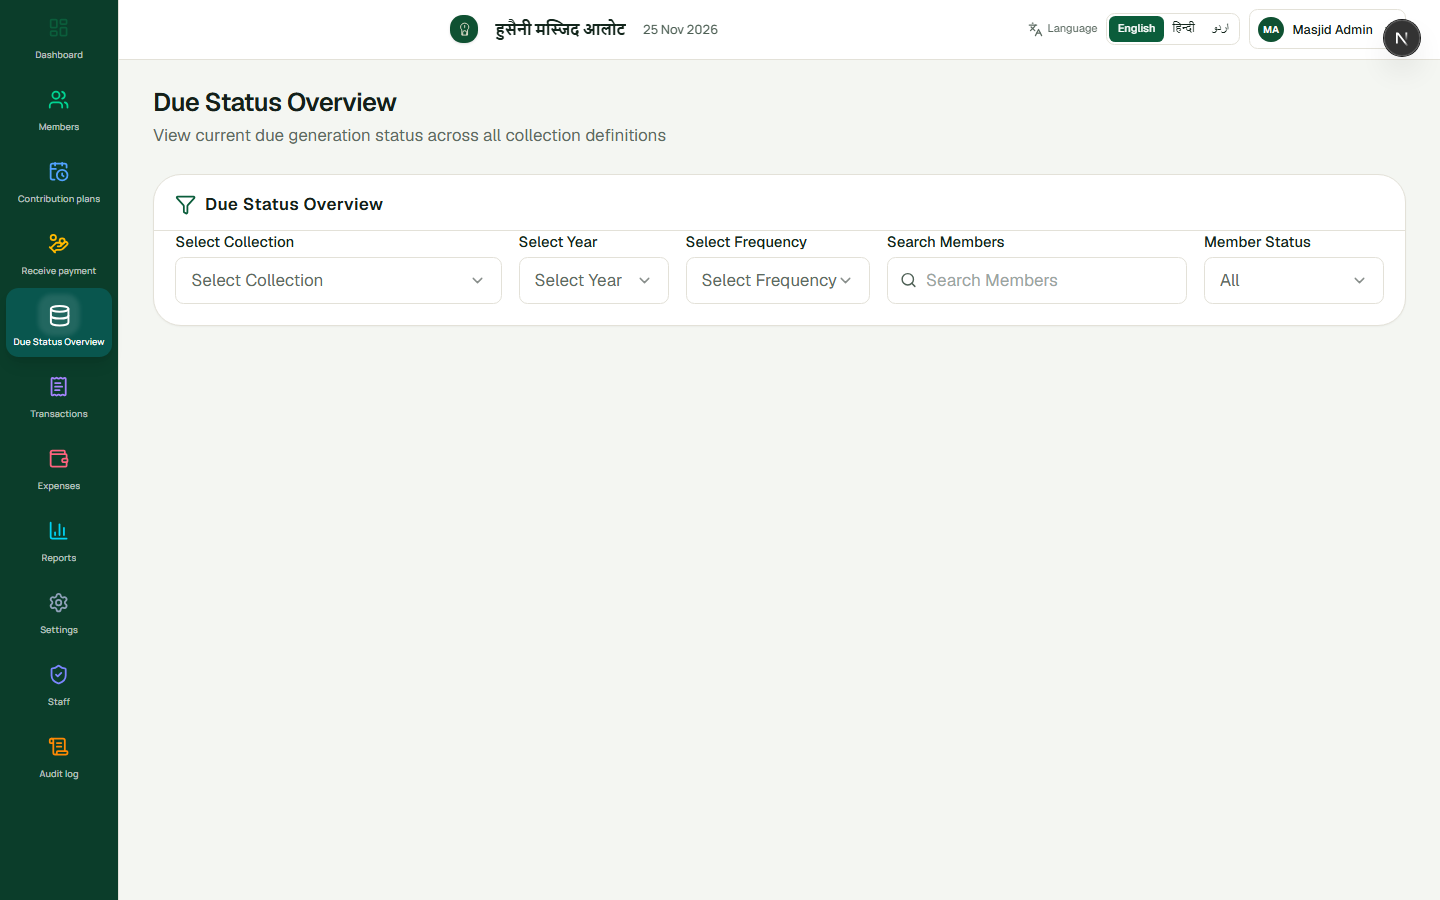 हुसैनी मस्जिद आलोट 25 Nov 2026 Language English हिन्दी اردو MA Masjid Admin N
Dashboard
Members
Contribution plans
Receive payment
Due Status Overview
Transactions
Expenses
Reports
Settings
Staff
Audit log
Due Status Overview
View current due generation status across all collection definitions
Due Status Overview
Select Collection Select Year Select Frequency Search Members Member Status
Select Collection Select Year Select Frequency Search Members All